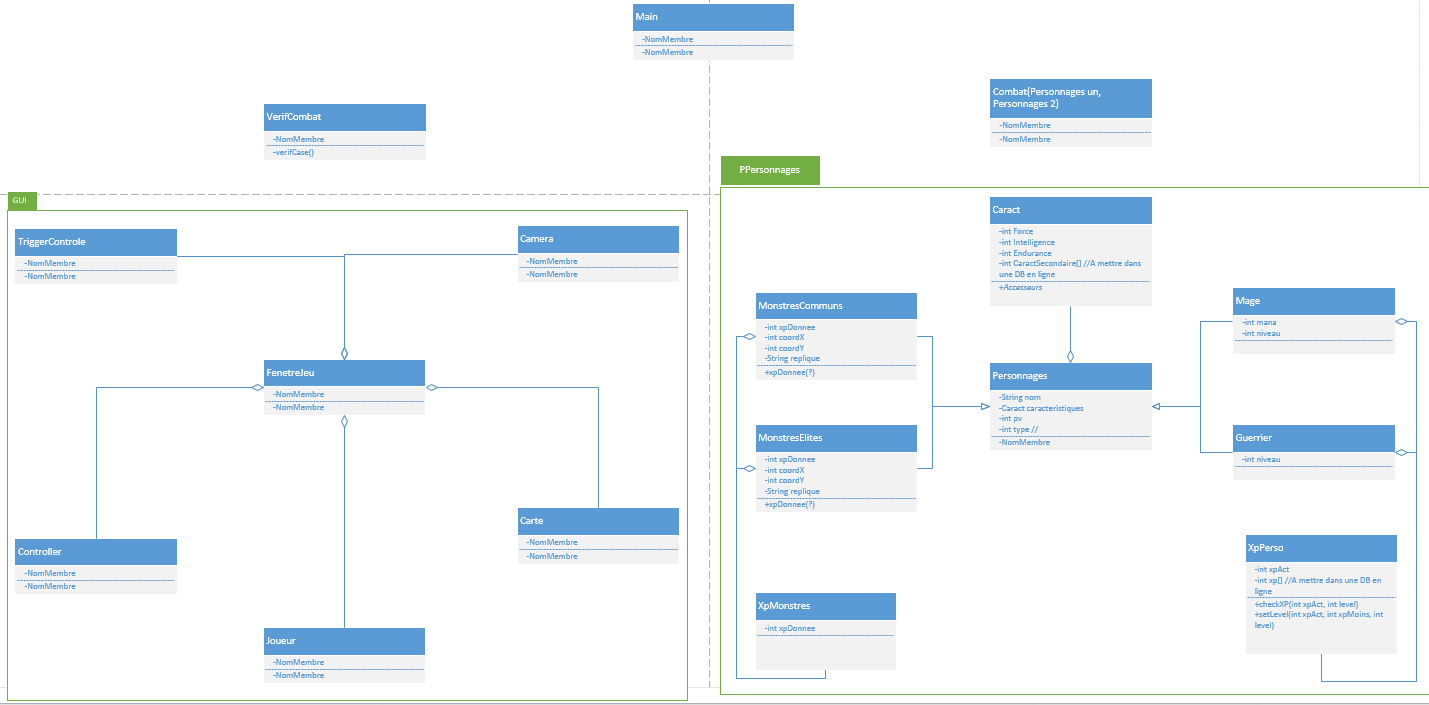 Main
-NomMembre
-NomMembre
VerifCombat
-NomMembre
-verifCase()
Combat(Personnages un,
Personnages 2)
-NomMembre
-NomMembre
GUI
TriggerControle
-NomMembre
-NomMembre
Camera
-NomMembre
-NomMembre
FenetreJeu
-NomMembre
-NomMembre
Controller
-NomMembre
-NomMembre
Carte
-NomMembre
-NomMembre
Joueur
-NomMembre
-NomMembre
PPersonnages
Caract
-int Force
-int Intelligence
-int Endurance
-int CaractSecondaire[] //A mettre dans
une DB en ligne
+Accesseurs
MonstresCommuns
-int xpDonnee
-int coordX
-int coordY
-String replique
+xpDonnee(?)
Mage
-int mana
-int niveau
Personnages
-String nom
-Caract caracteristiques
-int pv
-int type //
-NomMembre
MonstresElites
-int xpDonnee
-int coordX
-int coordY
-String replique
+xpDonnee(?)
Guerrier
-int niveau
XpMonstres
-int xpDonnee
XpPerso
-int xpAct
-int xp[] //A mettre dans une DB en
ligne
+checkXP(int xpAct, int level)
+setLevel(int xpAct, int xpMoins, int
level)